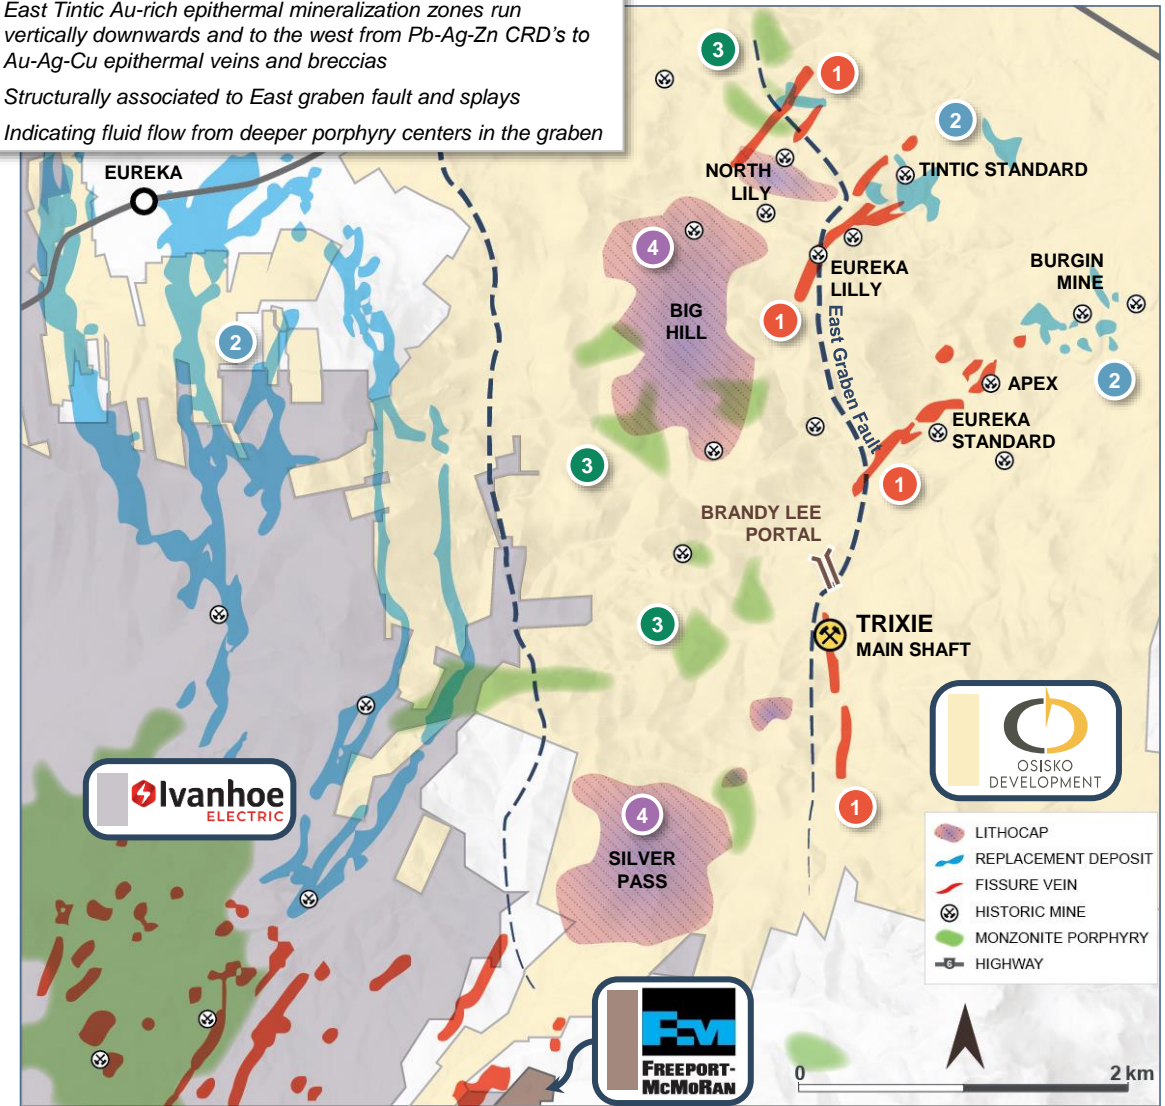 East Tintic Au-rich epithermal mineralization zones run
vertically downwards and to the west from Pb-Ag-Zn CRD's to
Au-Ag-Cu epithermal veins and breccias
Structurally associated to East graben fault and splays
Indicating fluid flow from deeper porphyry centers in the graben
3
1
2
EUREKA
NORTH
LILY
TINTIC STANDARD
4
EUREKA
LILLY
BURGIN
MINE
BIG
HILL
1
East Graben Fault
2
2
APEX
EUREKA
STANDARD
3
1
BRANDY LEE
PORTAL
3
TRIXIE
MAIN SHAFT
OSISKO
DEVELOPMENT
Ivanhoe
ELECTRIC
4
1
SILVER
PASS
LITHOCAP
REPLACEMENT DEPOSIT
FISSURE VEIN
HISTORIC MINE
MONZONITE PORPHYRY
6
HIGHWAY
FCM
FREEPORT-
MCMORAN
0
2 km